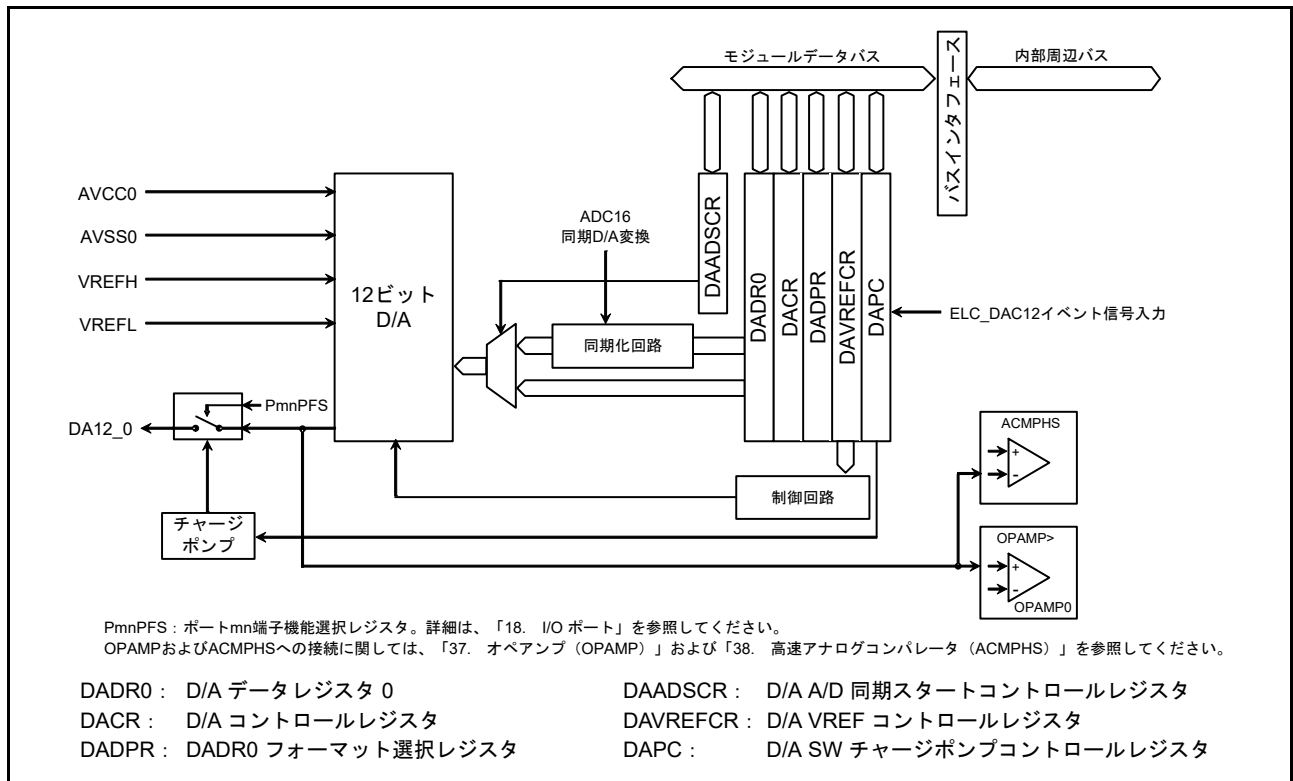 モジュールデータバス
内部周辺バス
バスインタフェース
AVCC0
AVSS0
VREFH
VREFL
12ビット
D/A
ADC16
同期D/A変換
DAADSCR
DADR0
DACR
DADPR
DAVREFCR
DAPC
ELC_DAC12イベント信号入力
同期化回路
PmnPFS
DA12_0
制御回路
チャージ
ポンプ
ACMPHS
+
-
OPAMP>
+
-
OPAMP0
PmnPFS：ポートmn端子機能選択レジスタ。詳細は、「18. I/O ポート」を参照してください。
OPAMPおよびACMPHSへの接続に関しては、「37. オペアンプ（OPAMP）」および「38. 高速アナログコンパレータ（ACMPHS）」を参照してください。
DADR0： D/A データレジスタ 0
DACR： D/A コントロールレジスタ
DADPR： DADR0 フォーマット選択レジスタ
DAADSCR： D/A A/D 同期スタートコントロールレジスタ
DAVREFCR： D/A VREF コントロールレジスタ
DAPC： D/A SW チャージポンプコントロールレジスタ